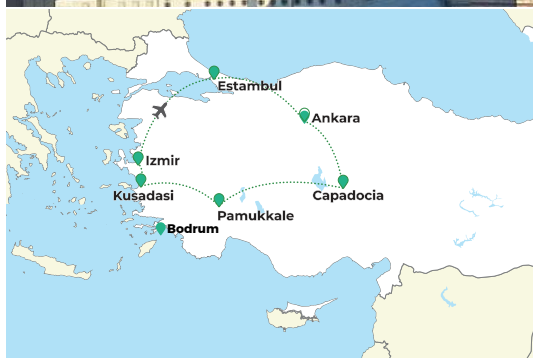 Estambul
Ankara
Izmir
Kusadasi
Capadocia
Pamukkale
Bodrum